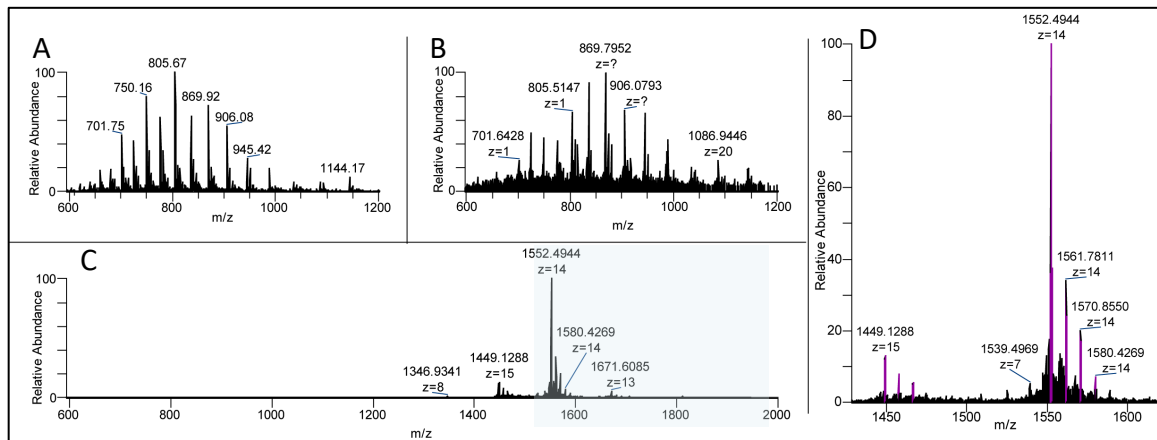 A
805.67
100
750.16
869.92
906.08
701.75
945.42
1144.17
0
600
800
1000
1200
m/z
Relative Abundance
B
869.7952
z=?
100
805.5147
z=1
906.0793
z=?
701.6428
z=1
1086.9446
z=20
0
600
800
1000
1200
m/z
Relative Abundance
C
1552.4944
z=14
100
1580.4269
z=14
1449.1288
z=15
1671.6085
z=13
1346.9341
z=8
0
600
800
1000
1200
1400
1600
1800
2000
m/z
Relative Abundance
D
1552.4944
z=14
100
80
60
40
20
0
1561.7811
z=14
1570.8550
z=14
1449.1288
z=15
1539.4969
z=7
1580.4269
z=14
1450
1500
1550
1600
m/z
Relative Abundance